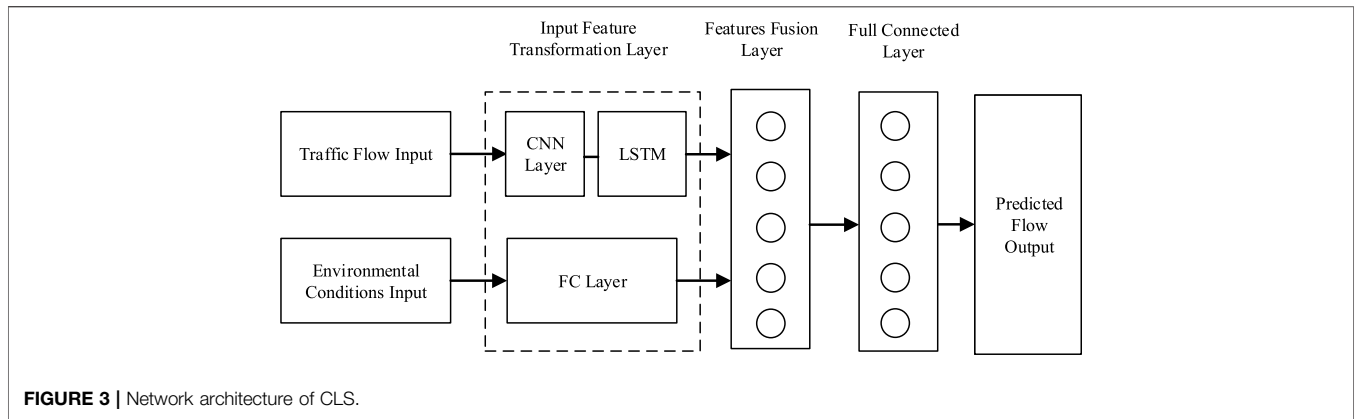 Input Feature
Transformation Layer
Features Fusion
Layer
Full Connected
Layer
Traffic Flow Input
CNN
Layer
LSTM
Environmental
Conditions Input
FC Layer
Predicted
Flow
Output
FIGURE 3 | Network architecture of CLS.